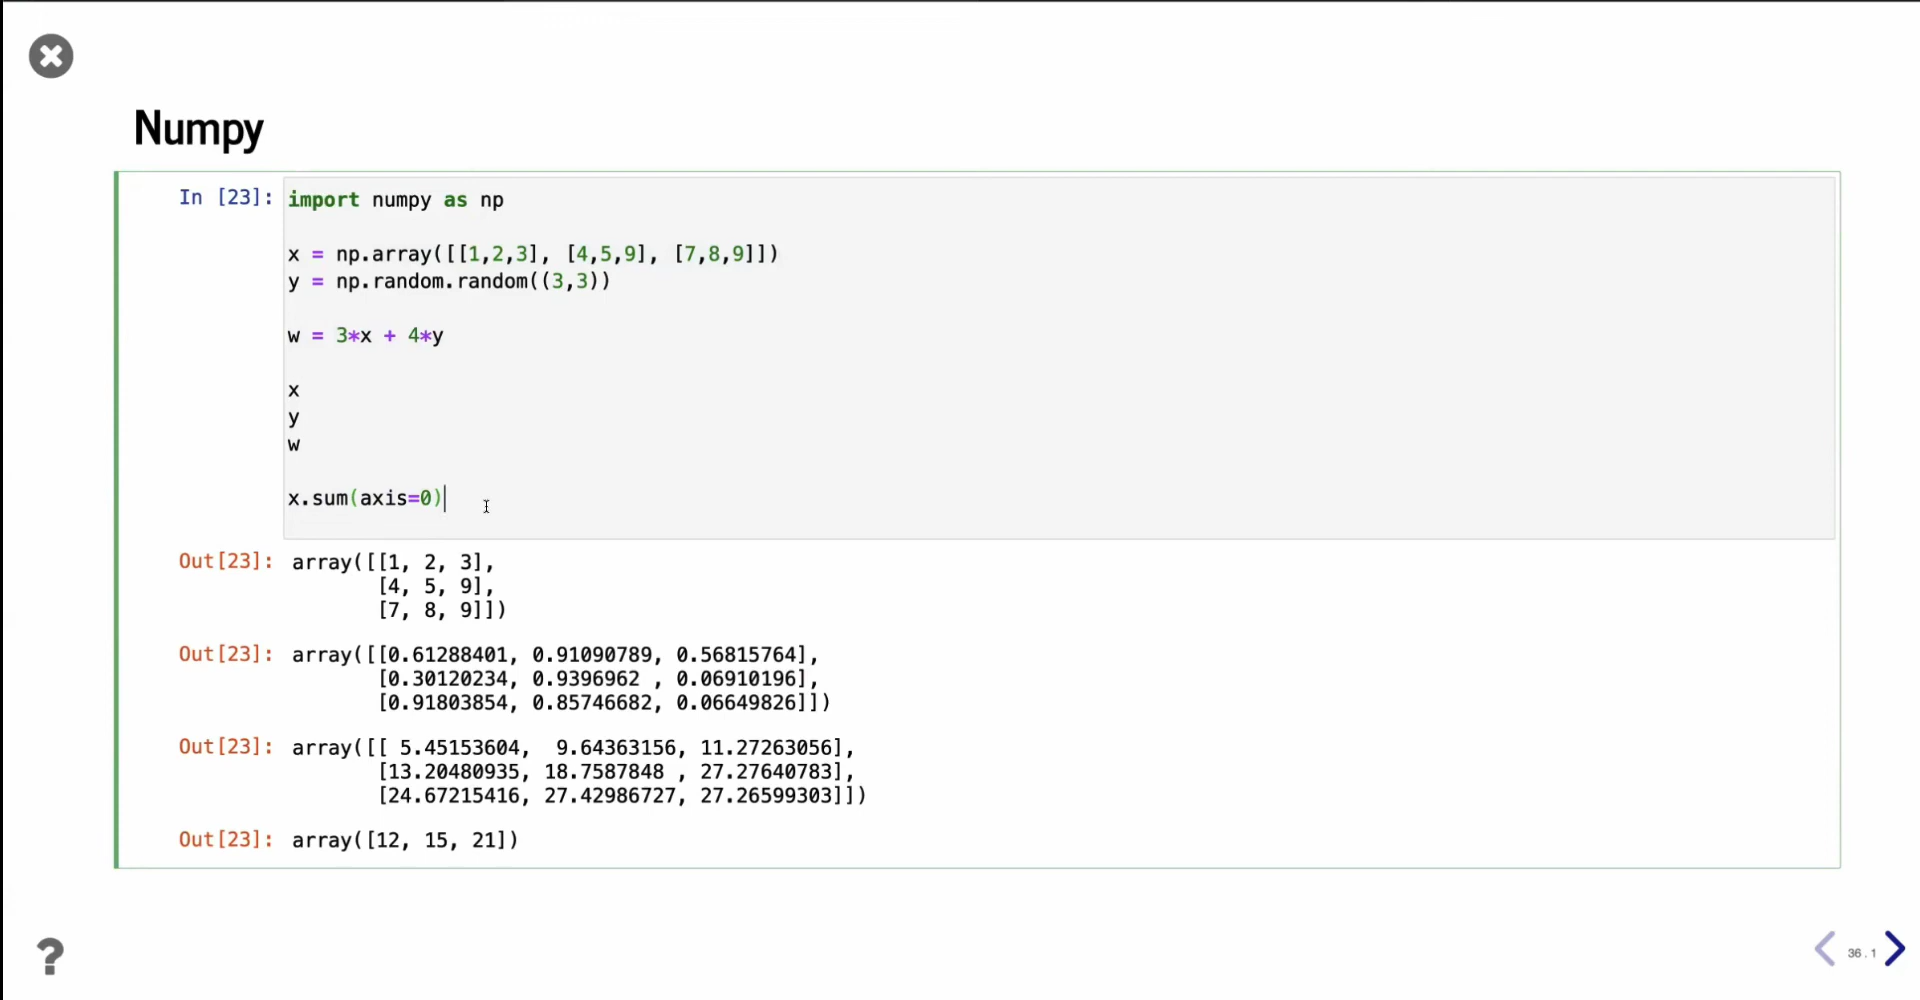 Numpy
In [23]: import numpy as np
x = np.array([[1,2,3], [4,5,9], [7,8,9]])
y = np.random.random((3,3))
w = 3*x + 4*y
x
y
w
x.sum(axis=0)
Out[23]: array([[1, 2, 3],
[4, 5, 9],
[7, 8, 9]])
Out[23]: array([[0.61288401, 0.91090789, 0.56815764],
[0.30120234, 0.9396962 , 0.06910196],
[0.91803854, 0.85746682, 0.06649826]])
Out[23]: array([[ 5.45153604,  9.64363156, 11.27263056],
[13.20480935, 18.7587848 , 27.27640783],
[24.67215416, 27.42986727, 27.26599303]])
Out[23]: array([12, 15, 21])
?
36.1